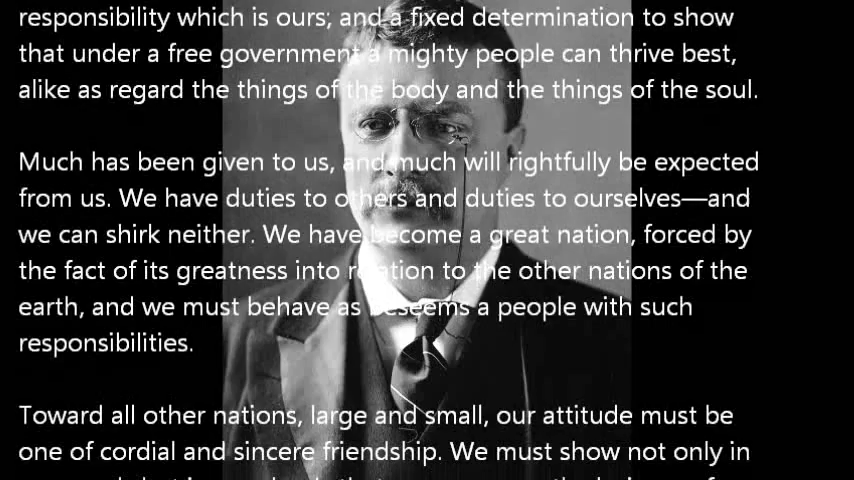 responsibility which is ours; and a fixed determination to show
that under a free government a mighty people can thrive best,
alike as regard the things of the body and the things of the soul.
Much has been given to us, and much will rightfully be expected
from us. We have duties to others and duties to ourselves—and
we can shirk neither. We have become a great nation, forced by
the fact of its greatness into relation to the other nations of the
earth, and we must behave as beseems a people with such
responsibilities.
Toward all other nations, large and small, our attitude must be
one of cordial and sincere friendship. We must show not only in